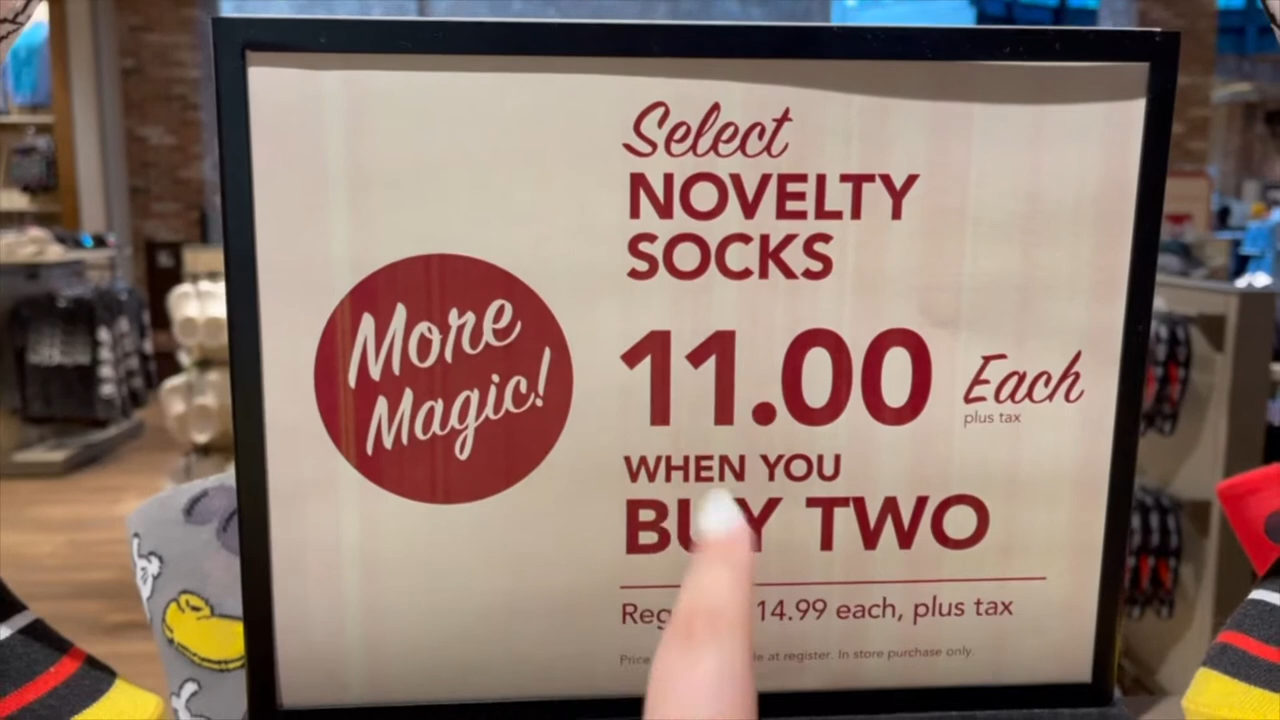 More
Magic!
Select
NOVELTY
SOCKS
11.00 Each
plus tax
WHEN YOU
BUY TWO
14.99 each, plus tax
Price at register. In store purchase only.